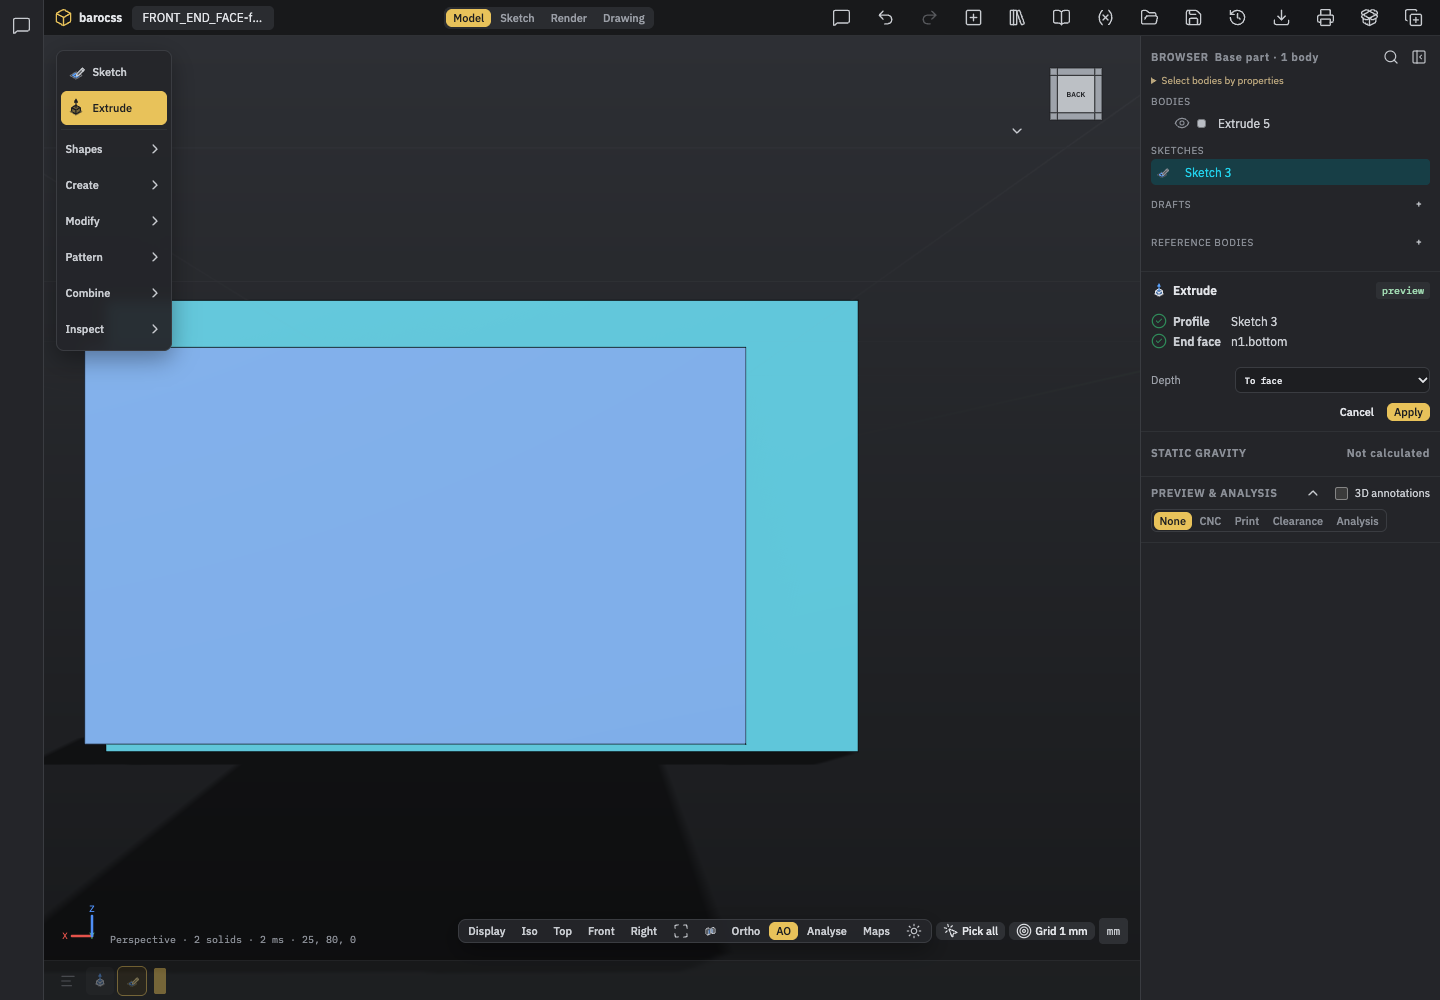 barocss
FRONT_END_FACE-f...
Model
Sketch
Render
Drawing
Sketch
Extrude
Shapes
Create
Modify
Pattern
Combine
Inspect
BACK
BROWSER Base part · 1 body
Select bodies by properties
BODIES
Extrude 5
SKETCHES
Sketch 3
DRAFTS
+
REFERENCE BODIES
+
Extrude
preview
Profile Sketch 3
End face n1.bottom
Depth
To face
Cancel
Apply
STATIC GRAVITY
Not calculated
PREVIEW & ANALYSIS
3D annotations
None
CNC
Print
Clearance
Analysis
Z
X
Perspective · 2 solids · 2 ms · 25, 80, 0
Display
Iso
Top
Front
Right
Ortho
AO
Analyse
Maps
Pick all
Grid 1 mm
mm